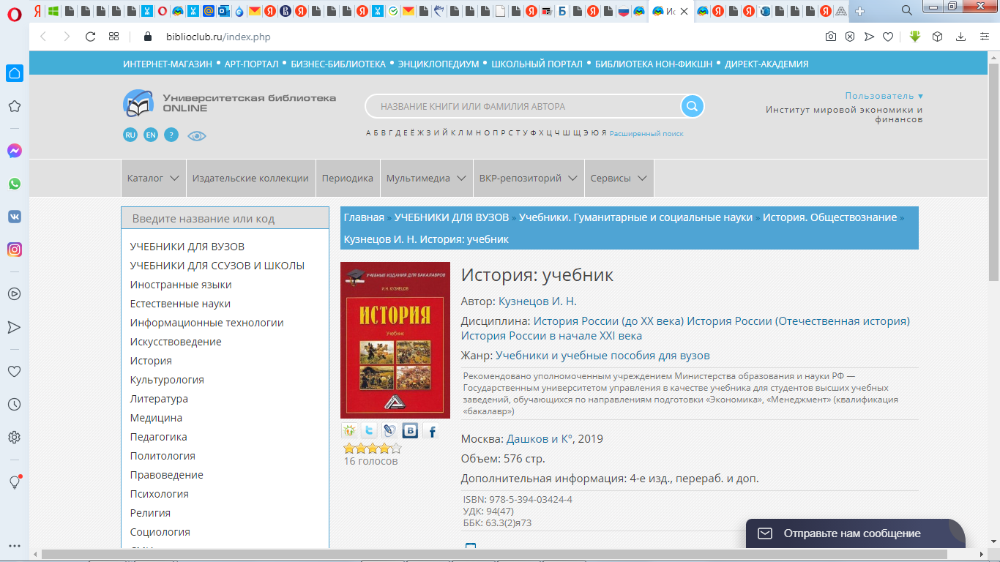 Ис
biblioclub.ru/index.php
ИНТЕРНЕТ-МАГАЗИН • АРТ-ПОРТАЛ • БИЗНЕС-БИБЛИОТЕКА • ЭНЦИКЛОПЕДИУМ • ШКОЛЬНЫЙ ПОРТАЛ • БИБЛИОТЕКА НОН-ФИКШН • ДИРЕКТ-АКАДЕМИЯ
Университетская библиотека
ONLINE
RU EN ?
НАЗВАНИЕ КНИГИ ИЛИ ФАМИЛИЯ АВТОРА
А Б В Г Д Е Ё Ж З И Й К Л М Н О П Р С Т У Ф Х Ц Ч Ш Щ Э Ю Я Расширенный поиск
Пользователь ▼
Институт мировой экономики и
финансов
Каталог Издательские коллекции Периодика Мультимедиа ВКР-репозиторий Сервисы
Введите название или код
УЧЕБНИКИ ДЛЯ ВУЗОВ
УЧЕБНИКИ ДЛЯ ССУЗОВ И ШКОЛЫ
Иностранные языки
Естественные науки
Информационные технологии
Искусствоведение
История
Культурология
Литература
Медицина
Педагогика
Политология
Правоведение
Психология
Религия
Социология
Главная » УЧЕБНИКИ ДЛЯ ВУЗОВ » Учебники. Гуманитарные и социальные науки » История. Обществознание »
Кузнецов И. Н. История: учебник
УЧЕБНЫЕ ИЗДАНИЯ ДЛЯ БАКАЛАВРОВ
И.Н. КУЗНЕЦОВ
ИСТОРИЯ
Учебник
16 голосов
История: учебник
Автор: Кузнецов И. Н.
Дисциплина: История России (до XX века) История России (Отечественная история)
История России в начале XXI века
Жанр: Учебники и учебные пособия для вузов
Рекомендовано уполномоченным учреждением Министерства образования и науки РФ —
Государственным университетом управления в качестве учебника для студентов высших учебных
заведений, обучающихся по направлениям подготовки «Экономика», «Менеджмент» (квалификация
«бакалавр»)
Москва: Дашков и К°, 2019
Объем: 576 стр.
Дополнительная информация: 4-е изд., перераб. и доп.
ISBN: 978-5-394-03424-4
УДК: 94(47)
ББК: 63.3(2)я73
Отправьте нам сообщение